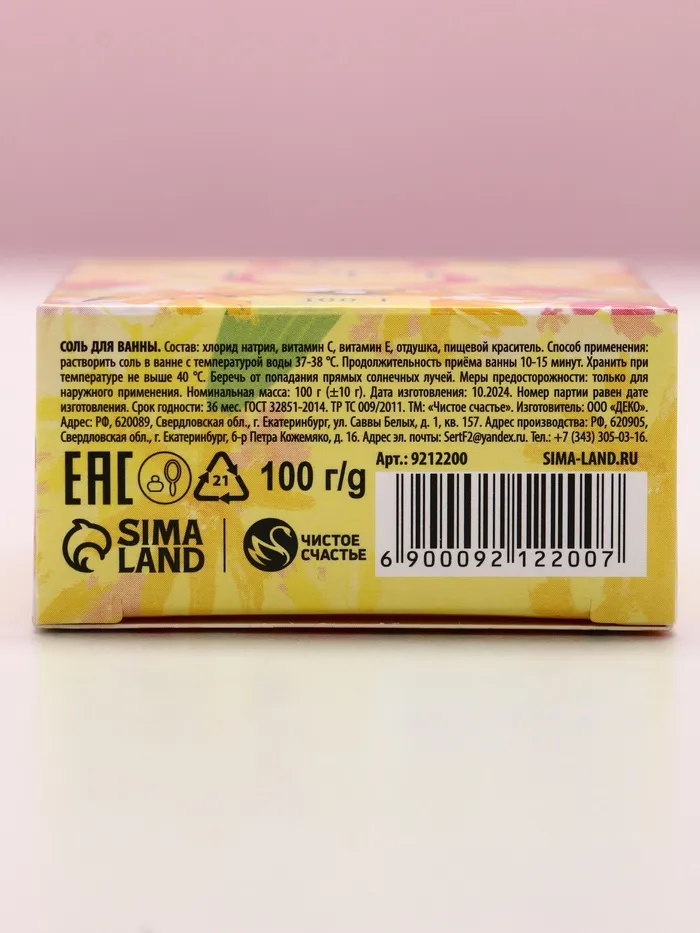 СОЛЬ ДЛЯ ВАННЫ. Состав: хлорид натрия, витамин С, витамин Е, отдушка, пищевой краситель. Способ применения:
растворить соль в ванне с температурой воды 37-38 °С. Продолжительность приёма ванны 10-15 минут. Хранить при
температуре не выше 40 °С. Беречь от попадания прямых солнечных лучей. Меры предосторожности: только для
наружного применения. Номинальная масса: 100 г (±10 г). Дата изготовления: 10.2024. Номер партии равен дате
изготовления. Срок годности: 36 мес. ГОСТ 32851-2014. ТР ТС 009/2011. ТМ: «Чистое счастье». Изготовитель: ООО «ДЕКО».
Адрес: РФ, 620089, Свердловская обл., г. Екатеринбург, ул. Саввы Белых, д. 1, кв. 157. Адрес производства: РФ, 620905,
Свердловская обл., г. Екатеринбург, б-р Петра Кожемяко, д. 16. Адрес эл. почты: SertF2@yandex.ru. Тел.: +7 (343) 305-03-16.
ЕАС
21
100 г/g
Арт.: 9212200
SIMA-LAND.RU
SIMA
LAND
ЧИСТОЕ
СЧАСТЬЕ
6 900092 122007